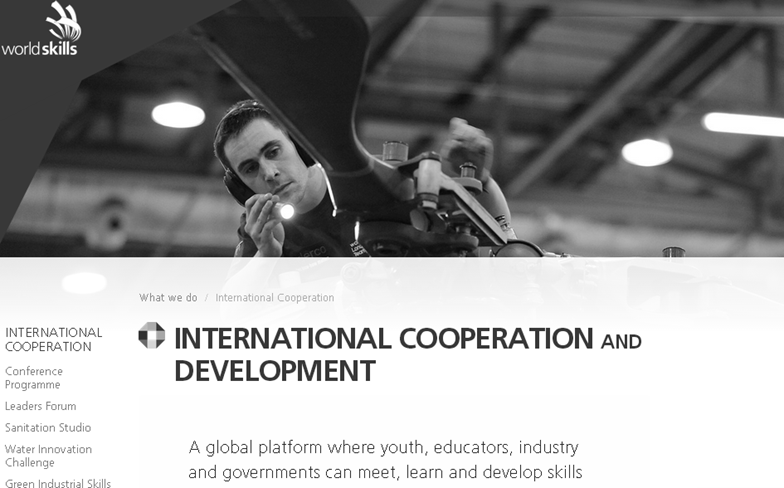 worldskills
What we do / International Cooperation
INTERNATIONAL
COOPERATION
Conference
Programme
Leaders Forum
Sanitation Studio
Water Innovation
Challenge
Green Industrial Skills
INTERNATIONAL COOPERATION AND
DEVELOPMENT
A global platform where youth, educators, industry
and governments can meet, learn and develop skills